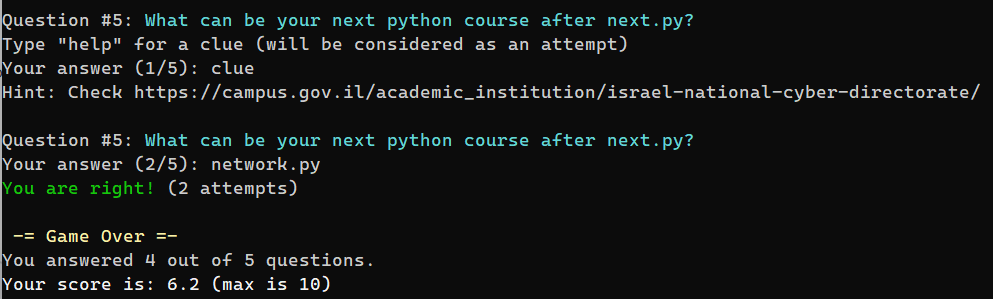 Question #5: What can be your next python course after next.py?
Type "help" for a clue (will be considered as an attempt)
Your answer (1/5): clue
Hint: Check https://campus.gov.il/academic_institution/israel-national-cyber-directorate/
Question #5: What can be your next python course after next.py?
Your answer (2/5): network.py
You are right! (2 attempts)
-= Game Over =-
You answered 4 out of 5 questions.
Your score is: 6.2 (max is 10)